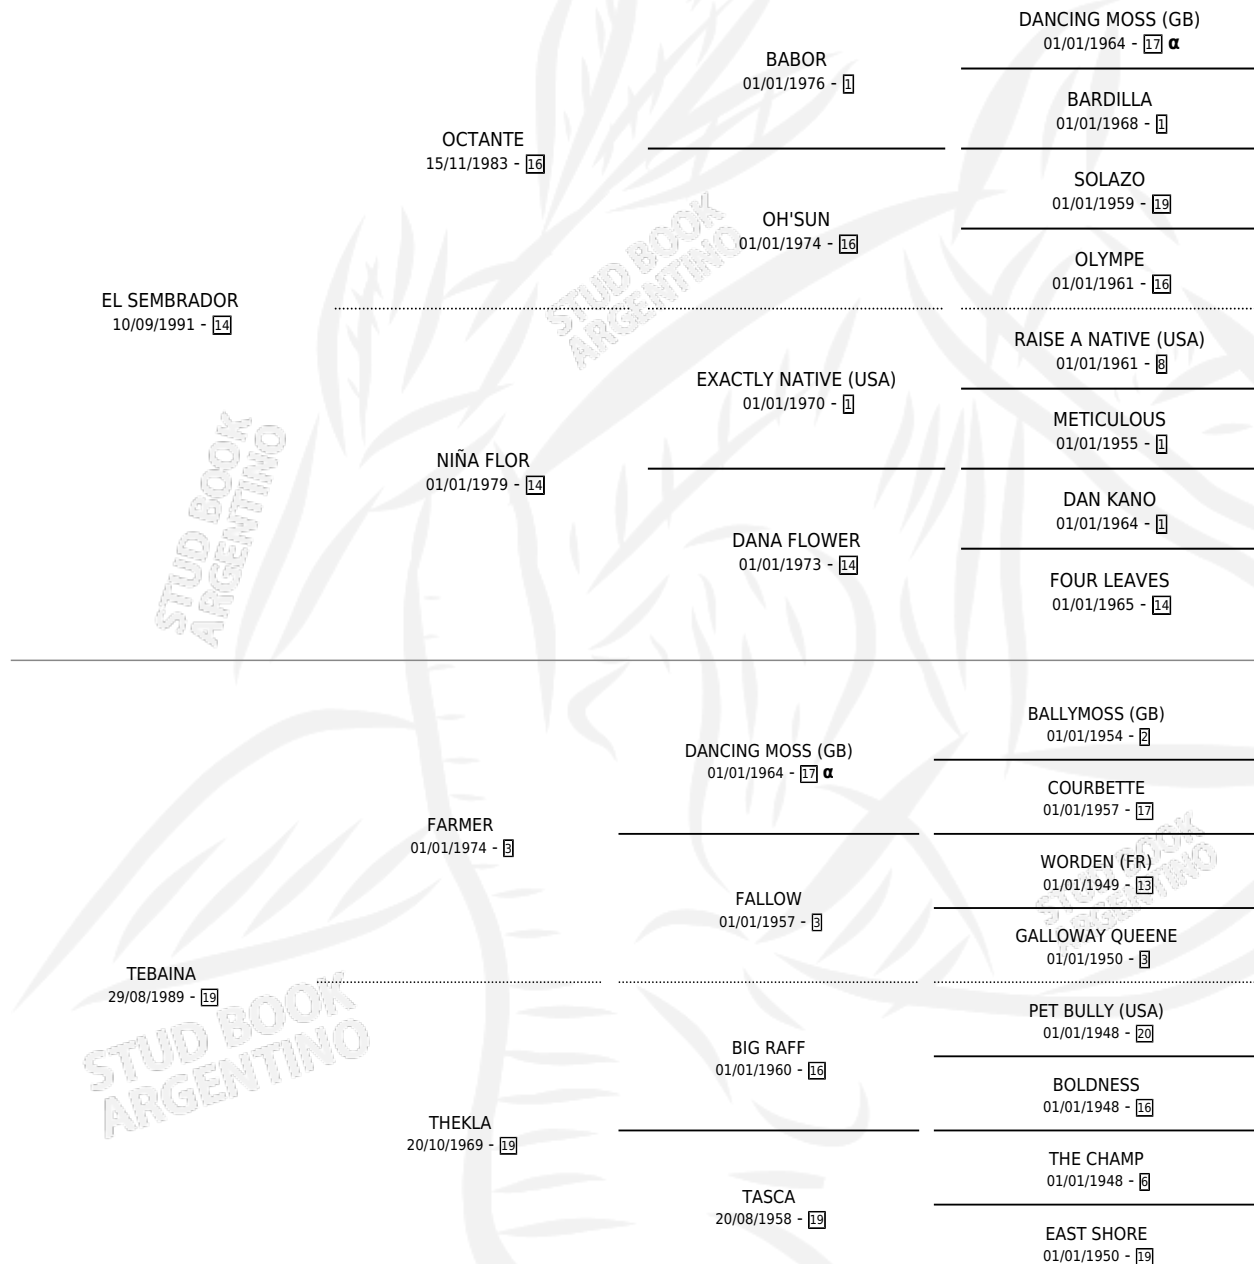 DANCING MOSS (GB)
01/01/1964 - 17 α
BABOR
01/01/1976 - 1
BARDILLA
01/01/1968 - 1
OCTANTE
15/11/1983 - 16
SOLAZO
01/01/1959 - 19
OH'SUN
01/01/1974 - 16
OLYMPE
01/01/1961 - 16
EL SEMBRADOR
10/09/1991 - 14
RAISE A NATIVE (USA)
01/01/1961 - 8
EXACTLY NATIVE (USA)
01/01/1970 - 1
METICULOUS
01/01/1955 - 1
NIÑA FLOR
01/01/1979 - 14
DAN KANO
01/01/1964 - 1
DANA FLOWER
01/01/1973 - 14
FOUR LEAVES
01/01/1965 - 14
BALLYMOSS (GB)
01/01/1954 - 2
DANCING MOSS (GB)
01/01/1964 - 17 α
COURBETTE
01/01/1957 - 17
FARMER
01/01/1974 - 3
WORDEN (FR)
01/01/1949 - 13
FALLOW
01/01/1957 - 3
GALLOWAY QUEENE
01/01/1950 - 3
TEBAINA
29/08/1989 - 19
PET BULLY (USA)
01/01/1948 - 20
BIG RAFF
01/01/1960 - 16
BOLDNESS
01/01/1948 - 16
THEKLA
20/10/1969 - 19
THE CHAMP
01/01/1948 - 6
TASCA
20/08/1958 - 19
EAST SHORE
01/01/1950 - 19
STUD BOOK
ARGENTINO
STUD BOOK
ARGENTINO
STUD BOOK
ARGENTINO
STUD BOOK
ARGENTINO